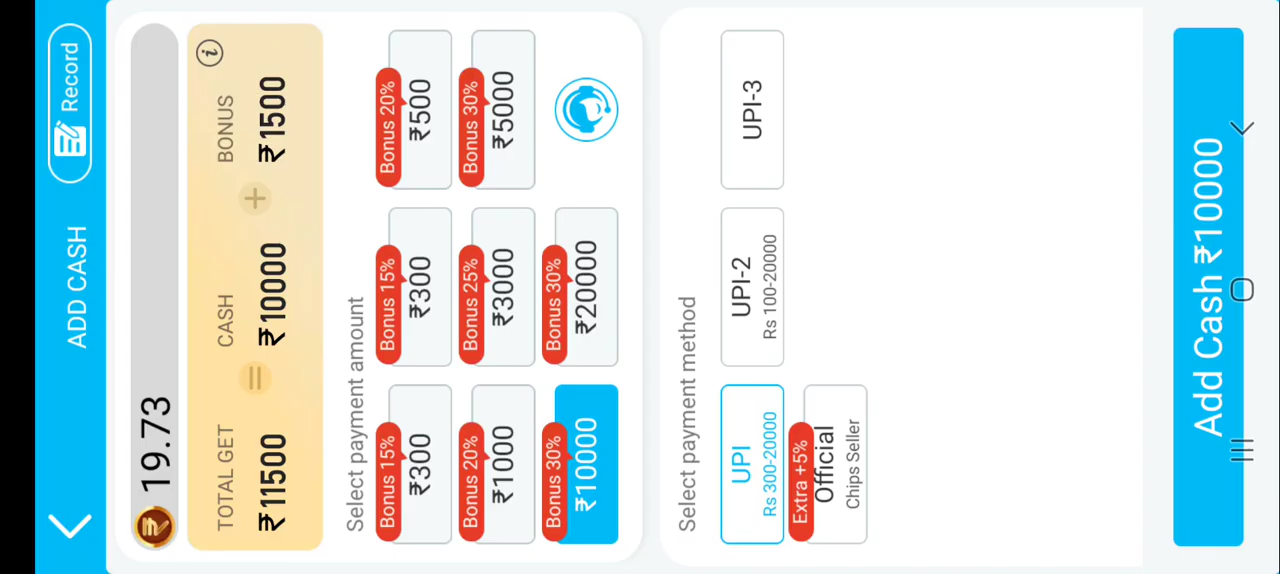 ADD CASH
Record
19.73
TOTAL GET
CASH
BONUS
₹11500
=
₹10000
+
₹1500
i
Select payment amount
Bonus 15%
₹300
Bonus 15%
₹300
Bonus 20%
₹500
Bonus 20%
₹1000
Bonus 25%
₹3000
Bonus 30%
₹5000
Bonus 30%
₹10000
Bonus 30%
₹20000
Select payment method
UPI
Rs 300-20000
UPI-2
Rs 100-20000
UPI-3
Extra +5%
Official
Chips Seller
Add Cash ₹10000